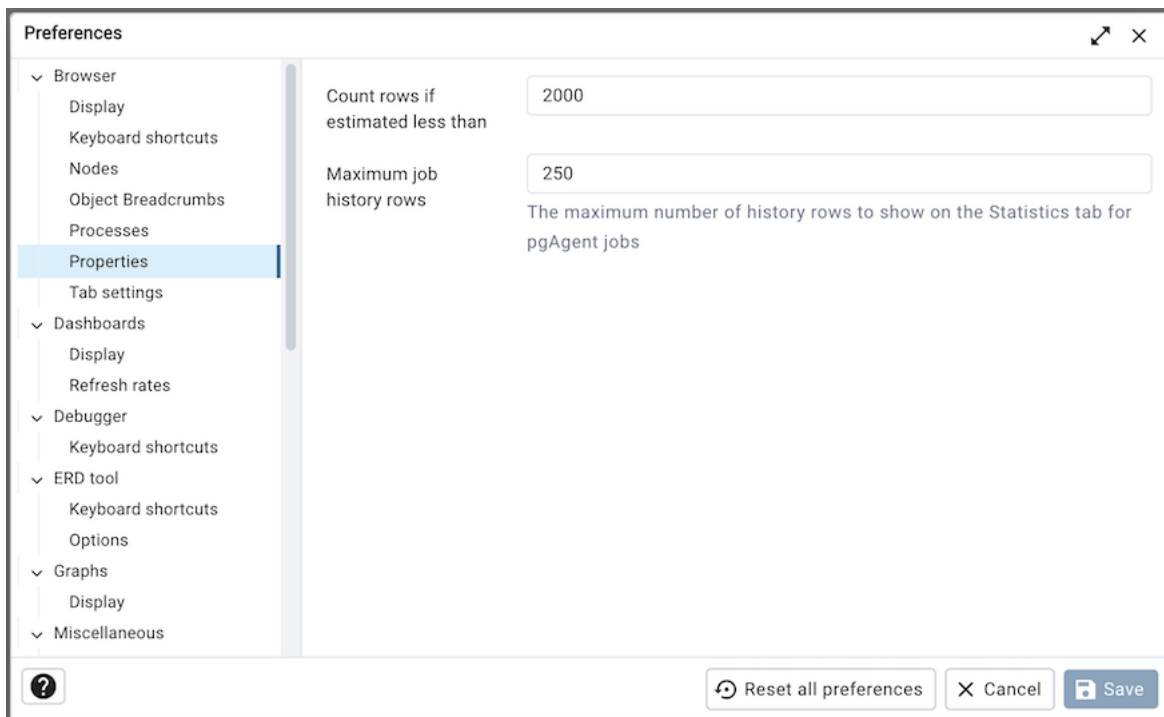 Preferences
Browser
Display
Keyboard shortcuts
Nodes
Object Breadcrumbs
Processes
Properties
Tab settings
Dashboards
Display
Refresh rates
Debugger
Keyboard shortcuts
ERD tool
Keyboard shortcuts
Options
Graphs
Display
Miscellaneous
Count rows if
estimated less than
2000
Maximum job
history rows
250
The maximum number of history rows to show on the Statistics tab for
pgAgent jobs
?
Reset all preferences
Cancel
Save